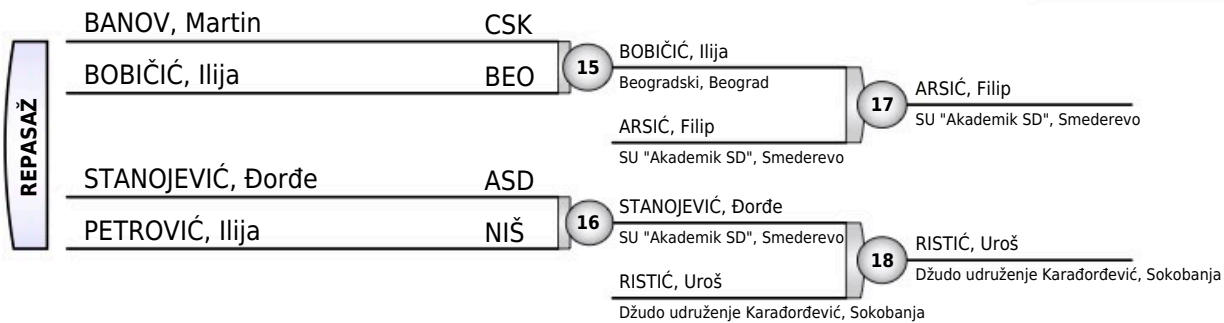 REPASAŽ
BANOV, Martin CSK
BOBIČIĆ, Ilija BEO
15
BOBIČIĆ, Ilija
Beogradski, Beograd
ARSIĆ, Filip
SU "Akademik SD", Smederevo
17
ARSIĆ, Filip
SU "Akademik SD", Smederevo
STANOJEVIĆ, Đorđe ASD
PETROVIĆ, Ilija NIŠ
16
STANOJEVIĆ, Đorđe
SU "Akademik SD", Smederevo
RISTIĆ, Uroš
Džudo udruženje Karađorđević, Sokobanja
18
RISTIĆ, Uroš
Džudo udruženje Karađorđević, Sokobanja